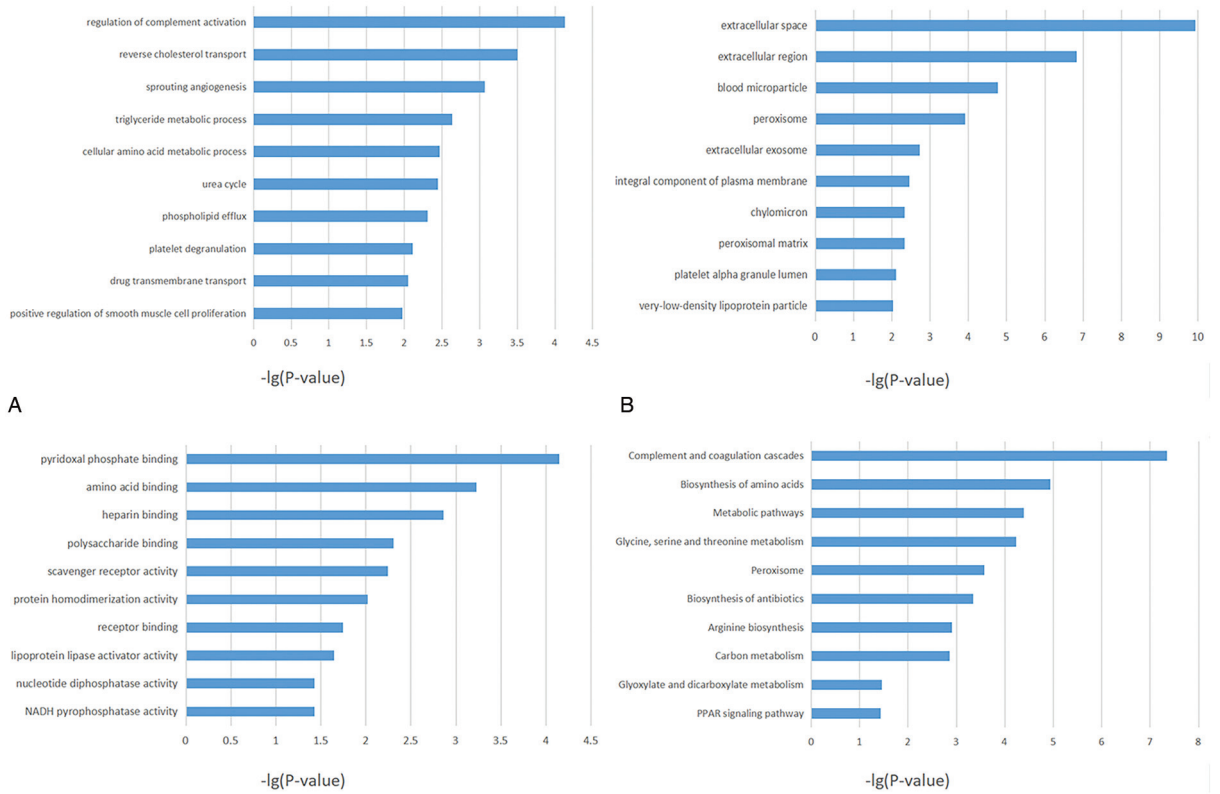 regulation of complement activation
reverse cholesterol transport
sprouting angiogenesis
triglyceride metabolic process
cellular amino acid metabolic process
urea cycle
phospholipid efflux
platelet degranulation
drug transmembrane transport
positive regulation of smooth muscle cell proliferation
0 0.5 1 1.5 2 2.5 3 3.5 4 4.5
-lg(P-value)
A
extracellular space
extracellular region
blood microparticle
peroxisome
extracellular exosome
integral component of plasma membrane
chylomicron
peroxisomal matrix
platelet alpha granule lumen
very-low-density lipoprotein particle
0 1 2 3 4 5 6 7 8 9 10
-lg(P-value)
B
pyridoxal phosphate binding
amino acid binding
heparin binding
polysaccharide binding
scavenger receptor activity
protein homodimerization activity
receptor binding
lipoprotein lipase activator activity
nucleotide diphosphatase activity
NADH pyrophosphatase activity
0 0.5 1 1.5 2 2.5 3 3.5 4 4.5
-lg(P-value)
Complement and coagulation cascades
Biosynthesis of amino acids
Metabolic pathways
Glycine, serine and threonine metabolism
Peroxisome
Biosynthesis of antibiotics
Arginine biosynthesis
Carbon metabolism
Glyoxylate and dicarboxylate metabolism
PPAR signaling pathway
0 1 2 3 4 5 6 7 8
-lg(P-value)